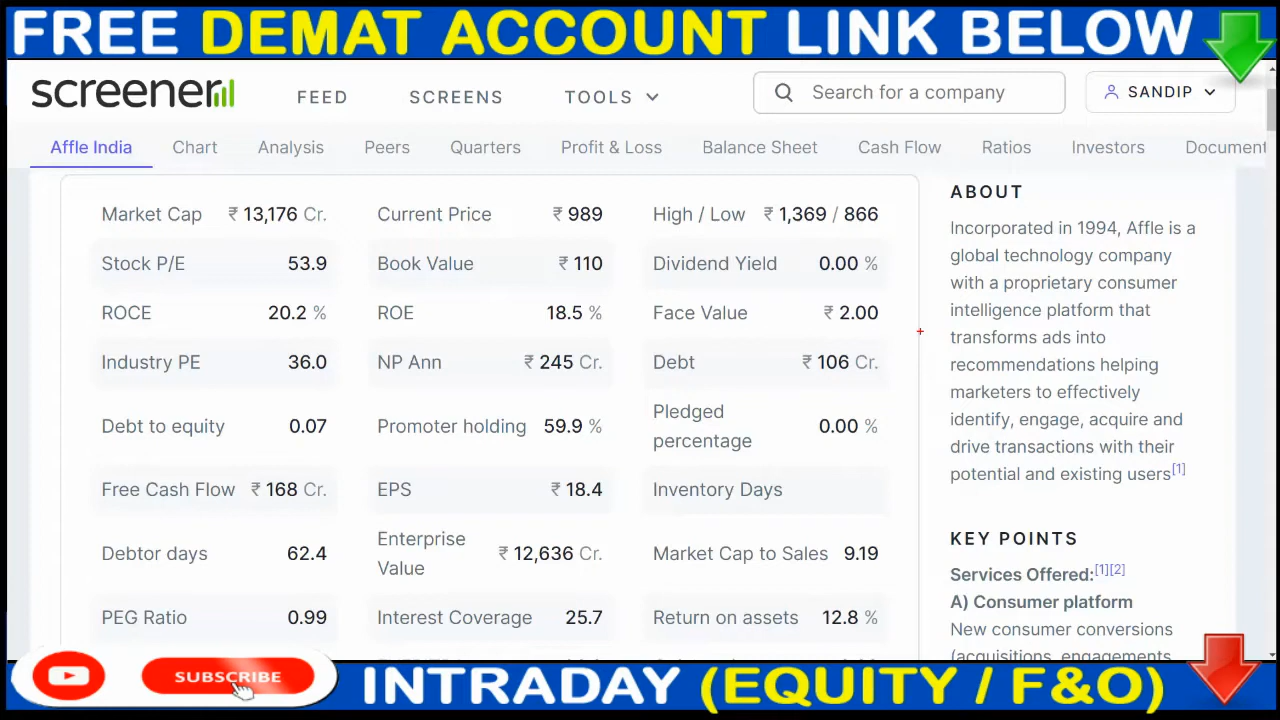 FREE DEMAT ACCOUNT LINK BELOW
screener FEED SCREENS TOOLS Search for a company SANDIP
Affle India Chart Analysis Peers Quarters Profit & Loss Balance Sheet Cash Flow Ratios Investors Document
Market Cap ₹ 13,176 Cr. Current Price ₹ 989 High / Low ₹ 1,369 / 866
Stock P/E 53.9 Book Value ₹ 110 Dividend Yield 0.00 %
ROCE 20.2 % ROE 18.5 % Face Value ₹ 2.00
Industry PE 36.0 NP Ann ₹ 245 Cr. Debt ₹ 106 Cr.
Debt to equity 0.07 Promoter holding 59.9 % Pledged percentage 0.00 %
Free Cash Flow ₹ 168 Cr. EPS ₹ 18.4 Inventory Days
Debtor days 62.4 Enterprise Value ₹ 12,636 Cr. Market Cap to Sales 9.19
PEG Ratio 0.99 Interest Coverage 25.7 Return on assets 12.8 %
ABOUT
Incorporated in 1994, Affle is a
global technology company
with a proprietary consumer
intelligence platform that
transforms ads into
recommendations helping
marketers to effectively
identify, engage, acquire and
drive transactions with their
potential and existing users[1]
KEY POINTS
Services Offered:[1][2]
A) Consumer platform
New consumer conversions
(acquisitions, engagements
SUBSCRIBE
INTRADAY (EQUITY / F&O)